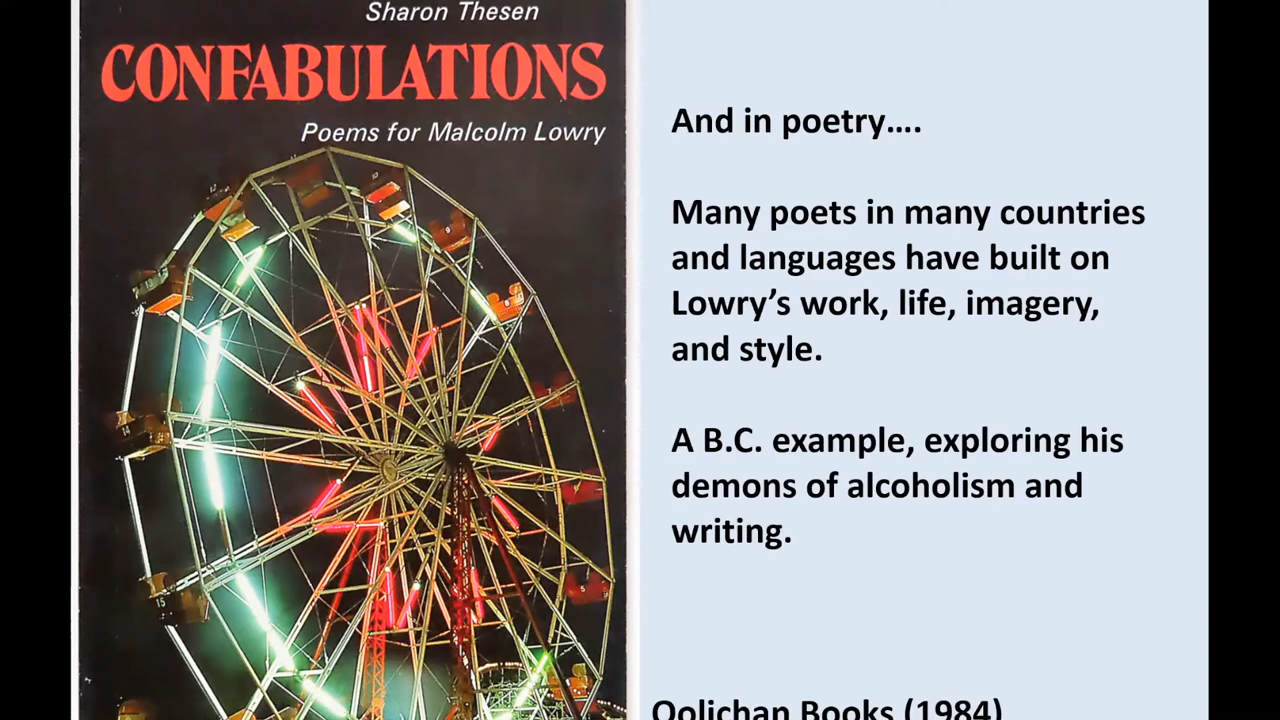 Sharon Thesen
CONFABULATIONS
Poems for Malcolm Lowry
And in poetry....
Many poets in many countries
and languages have built on
Lowry’s work, life, imagery,
and style.
A B.C. example, exploring his
demons of alcoholism and
writing.
Oolichan Books (1984)
15